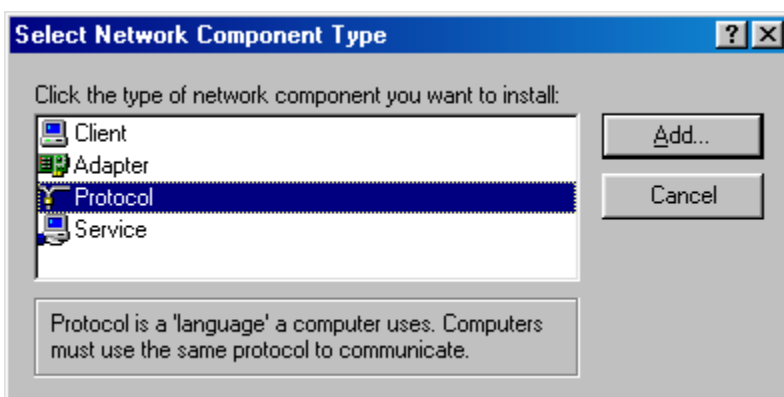 Select Network Component Type
Click the type of network component you want to install:
Client
Add...
Adapter
Protocol
Cancel
Service
Protocol is a 'language' a computer uses. Computers
must use the same protocol to communicate.